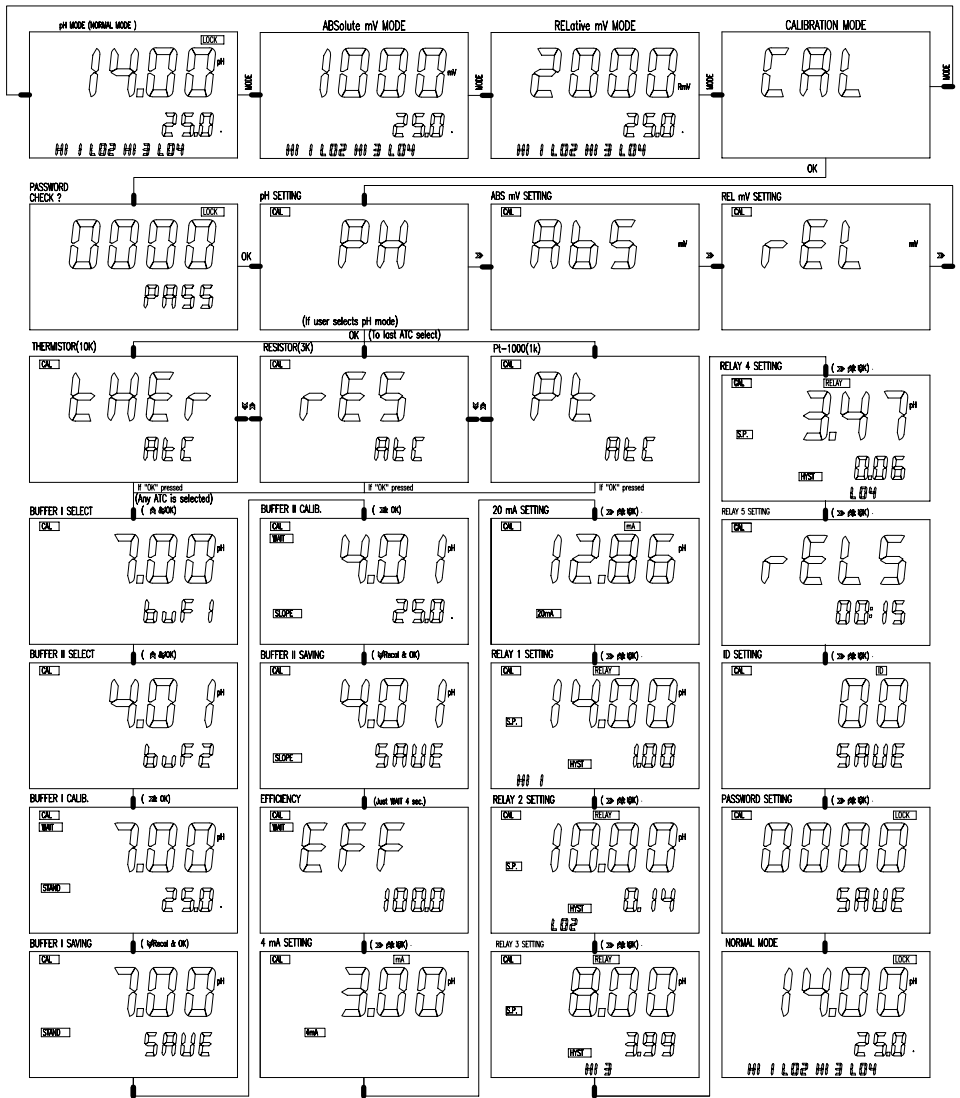 pH MODE (NORMAL MODE )
LOCK
14.00 pH
25.0
HI 1 LO2 HI 3 LO4
MODE
ABSolute mV MODE
1000 mV
25.0
HI 1 LO2 HI 3 LO4
MODE
RELative mV MODE
2000 RmV
25.0
HI 1 LO2 HI 3 LO4
MODE
CALIBRATION MODE
CAL
MODE
OK
PASSWORD
CHECK ?
LOCK
0000
PASS
OK
pH SETTING
CAL
PH
»
ABS mV SETTING
CAL
AbS mV
»
REL mV SETTING
CAL
rEL mV
»
(If user selects pH mode)
OK (To last ATC select)
THERMISTOR(10K)
CAL
tHEr
AtC
If "OK" pressed
RESISTOR(3K)
CAL
rES
AtC
If "OK" pressed
Pt-1000(1k)
CAL
Pt
AtC
If "OK" pressed
(Any ATC is selected)
BUFFER I SELECT
CAL
7.00 pH
buF1
BUFFER II SELECT
CAL
4.01 pH
buF2
BUFFER I CALIB.
CAL
WAIT
7.00 pH
STAND
25.0
BUFFER I SAVING
CAL
7.00 pH
STAND
SAVE
BUFFER II CALIB.
CAL
WAIT
4.01 pH
SLOPE
25.0
BUFFER II SAVING
CAL
4.01 pH
SLOPE
SAVE
EFFICIENCY
(Just WAIT 4 sec.)
CAL
WAIT
EFF
100.0
4 mA SETTING
CAL
mA
3.00 pH
4mA
20 mA SETTING
CAL
mA
12.86 pH
20mA
RELAY 1 SETTING
CAL
RELAY
14.00 pH
S.P.
HYST 1.00
HI 1
RELAY 2 SETTING
CAL
RELAY
10.00 pH
S.P.
HYST 0.14
LO2
RELAY 3 SETTING
CAL
RELAY
8.00 pH
S.P.
HYST 3.99
HI 3
RELAY 4 SETTING
CAL
RELAY
3.47 pH
S.P.
HYST 0.06
LO4
RELAY 5 SETTING
CAL
rEL5
00:15
ID SETTING
CAL
ID
00
SAVE
PASSWORD SETTING
CAL
LOCK
0000
SAVE
NORMAL MODE
LOCK
14.00 pH
25.0
HI 1 LO2 HI 3 LO4